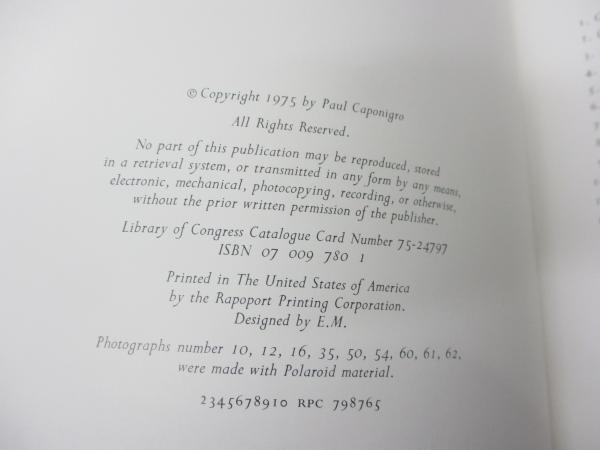 © Copyright 1975 by Paul Caponigro
All Rights Reserved.
No part of this publication may be reproduced, stored
in a retrieval system, or transmitted in any form by any means,
electronic, mechanical, photocopying, recording, or otherwise,
without the prior written permission of the publisher.
Library of Congress Catalogue Card Number 75-24797
ISBN 07 009 780 1
Printed in The United States of America
by the Rapoport Printing Corporation.
Designed by E.M.
Photographs number 10, 12, 16, 35, 50, 54, 60, 61, 62,
were made with Polaroid material.
2345678910 RPC 798765